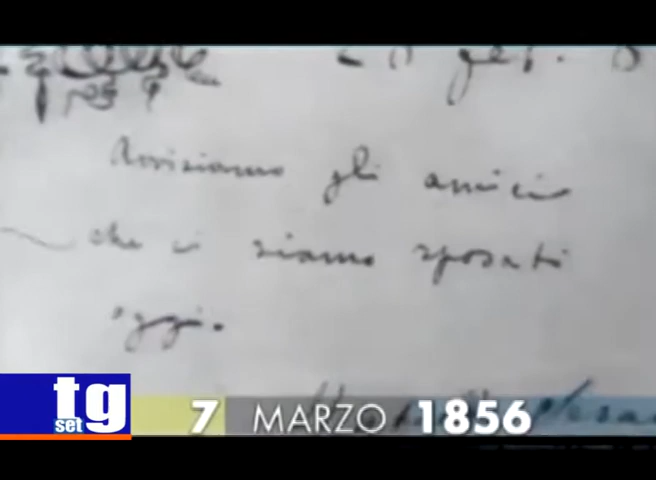 Avvisiamo gli amici
che ci siamo sposati
oggi.
tg
set
7 MARZO 1856